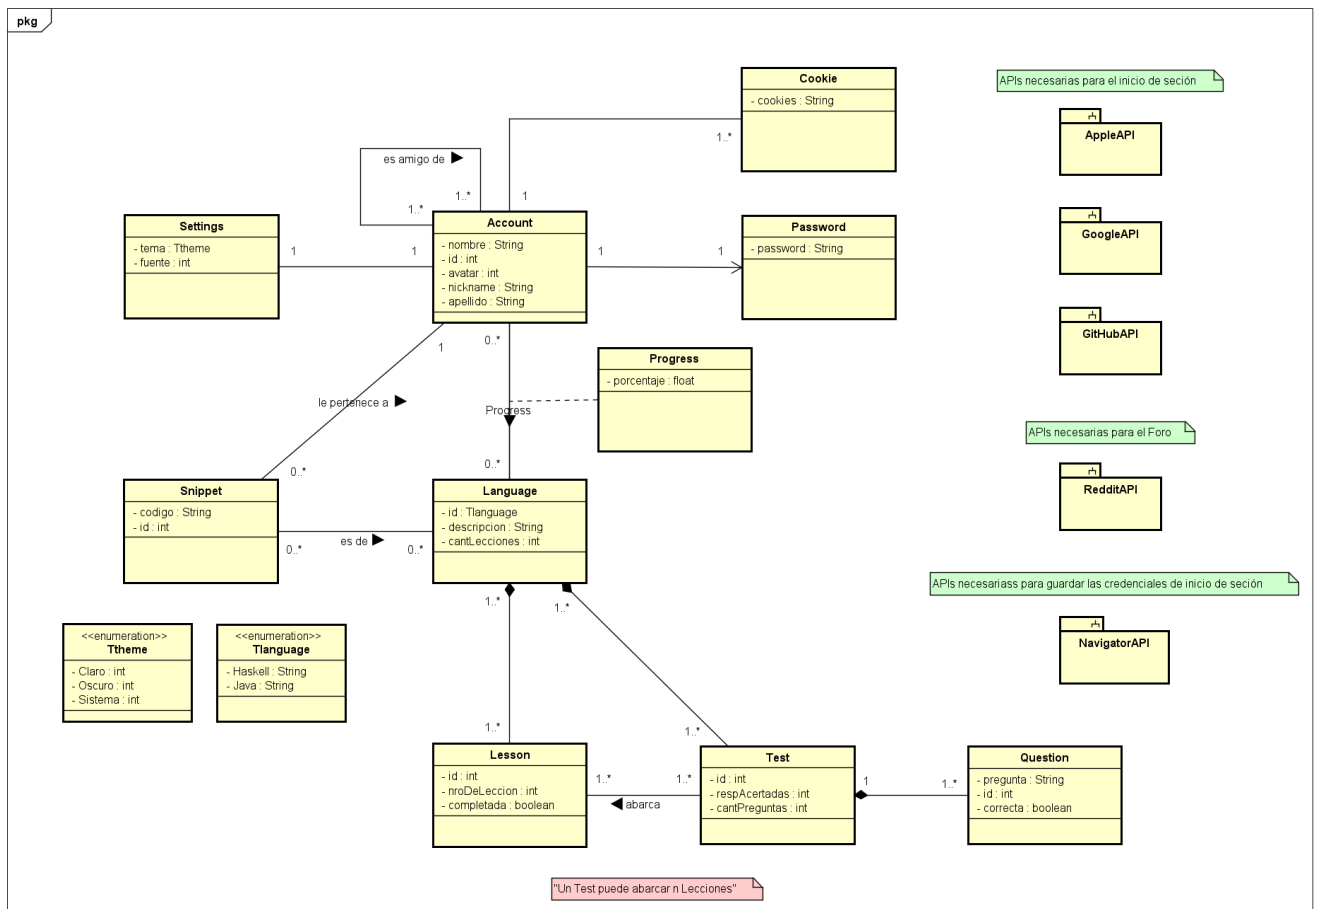 pkg
Cookie
- cookies : String
1..*
1
APIs necesarias para el inicio de seción
AppleAPI
GoogleAPI
GitHubAPI
es amigo de
1..*
1..*
Settings
- tema : Ttheme
- fuente : int
1
1
Account
- nombre : String
- id : int
- avatar : int
- nickname : String
- apellido : String
1
1
Password
- password : String
1
0..*
Progress
- porcentaje : float
le pertenece a
Progress
0..*
0..*
APIs necesarias para el Foro
RedditAPI
Snippet
- codigo : String
- id : int
0..*
es de
0..*
Language
- id : Tlanguage
- descripcion : String
- cantLecciones : int
1..*
1..*
APIs necesariass para guardar las credenciales de inicio de seción
NavigatorAPI
<<enumeration>>
Ttheme
- Claro : int
- Oscuro : int
- Sistema : int
<<enumeration>>
Tlanguage
- Haskell : String
- Java : String
1..*
1..*
Lesson
- id : int
- nroDeLeccion : int
- completada : boolean
1..*
1..*
abarca
Test
- id : int
- respAcertadas : int
- cantPreguntas : int
1
1..*
Question
- pregunta : String
- id : int
- correcta : boolean
"Un Test puede abarcar n Lecciones"